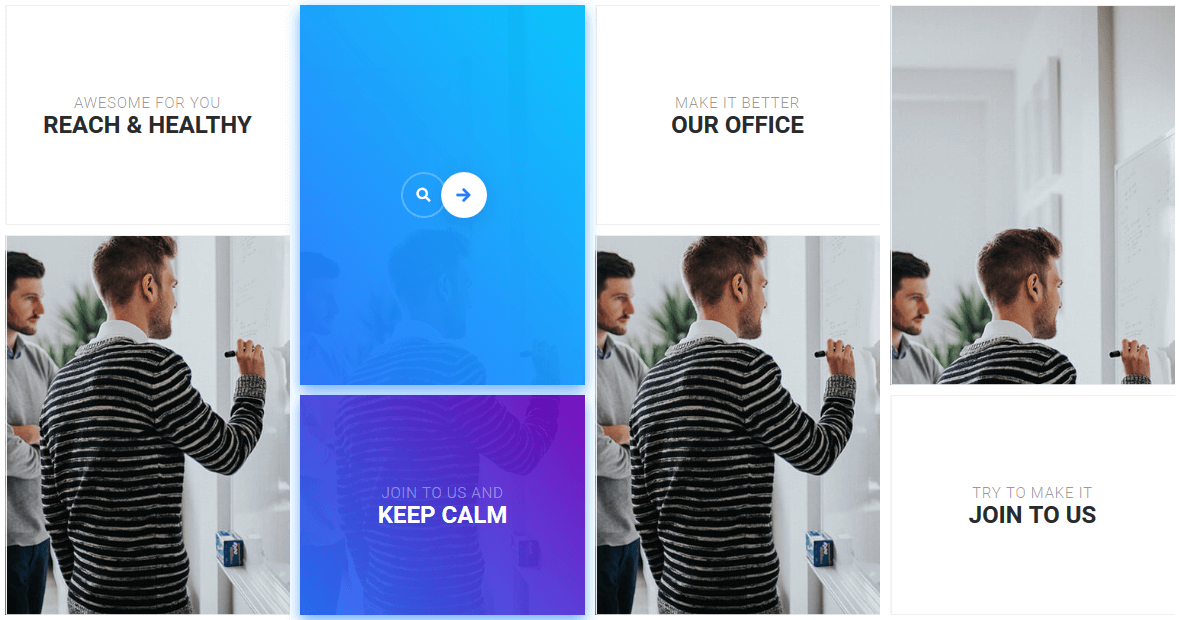 AWESOME FOR YOU
REACH & HEALTHY
JOIN TO US AND
KEEP CALM
MAKE IT BETTER
OUR OFFICE
TRY TO MAKE IT
JOIN TO US